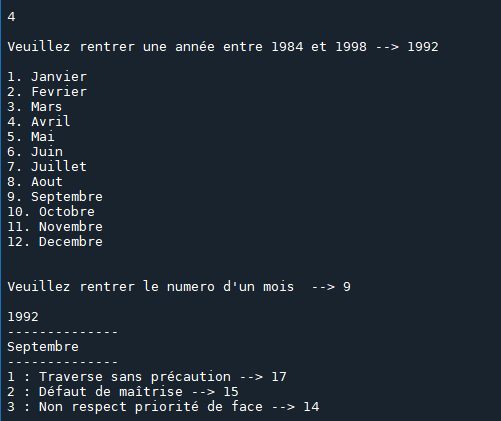 4
Veuillez rentrer une année entre 1984 et 1998 --> 1992
1. Janvier
2. Fevrier
3. Mars
4. Avril
5. Mai
6. Juin
7. Juillet
8. Aout
9. Septembre
10. Octobre
11. Novembre
12. Decembre
Veuillez rentrer le numero d'un mois  --> 9
1992
--------------
Septembre
--------------
1 : Traverse sans précaution --> 17
2 : Défaut de maîtrise --> 15
3 : Non respect priorité de face --> 14